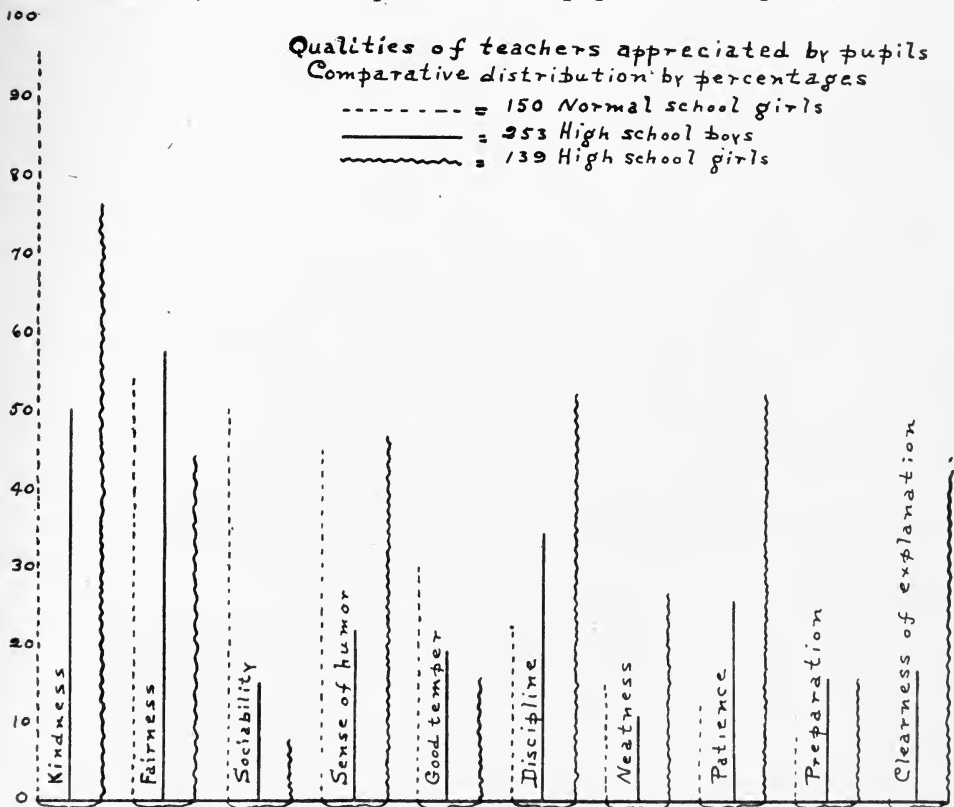 100
Qualities of teachers appreciated by pupils
Comparative distribution by percentages
= 150 Normal school girls
= 253 High school boys
= 139 High school girls
90
80
70
60
50
40
30
20
10
0
Kindness
Fairness
Sociability
Sense of humor
Good temper
Discipline
Neatness
Patience
Preparation
Clearness of explanation